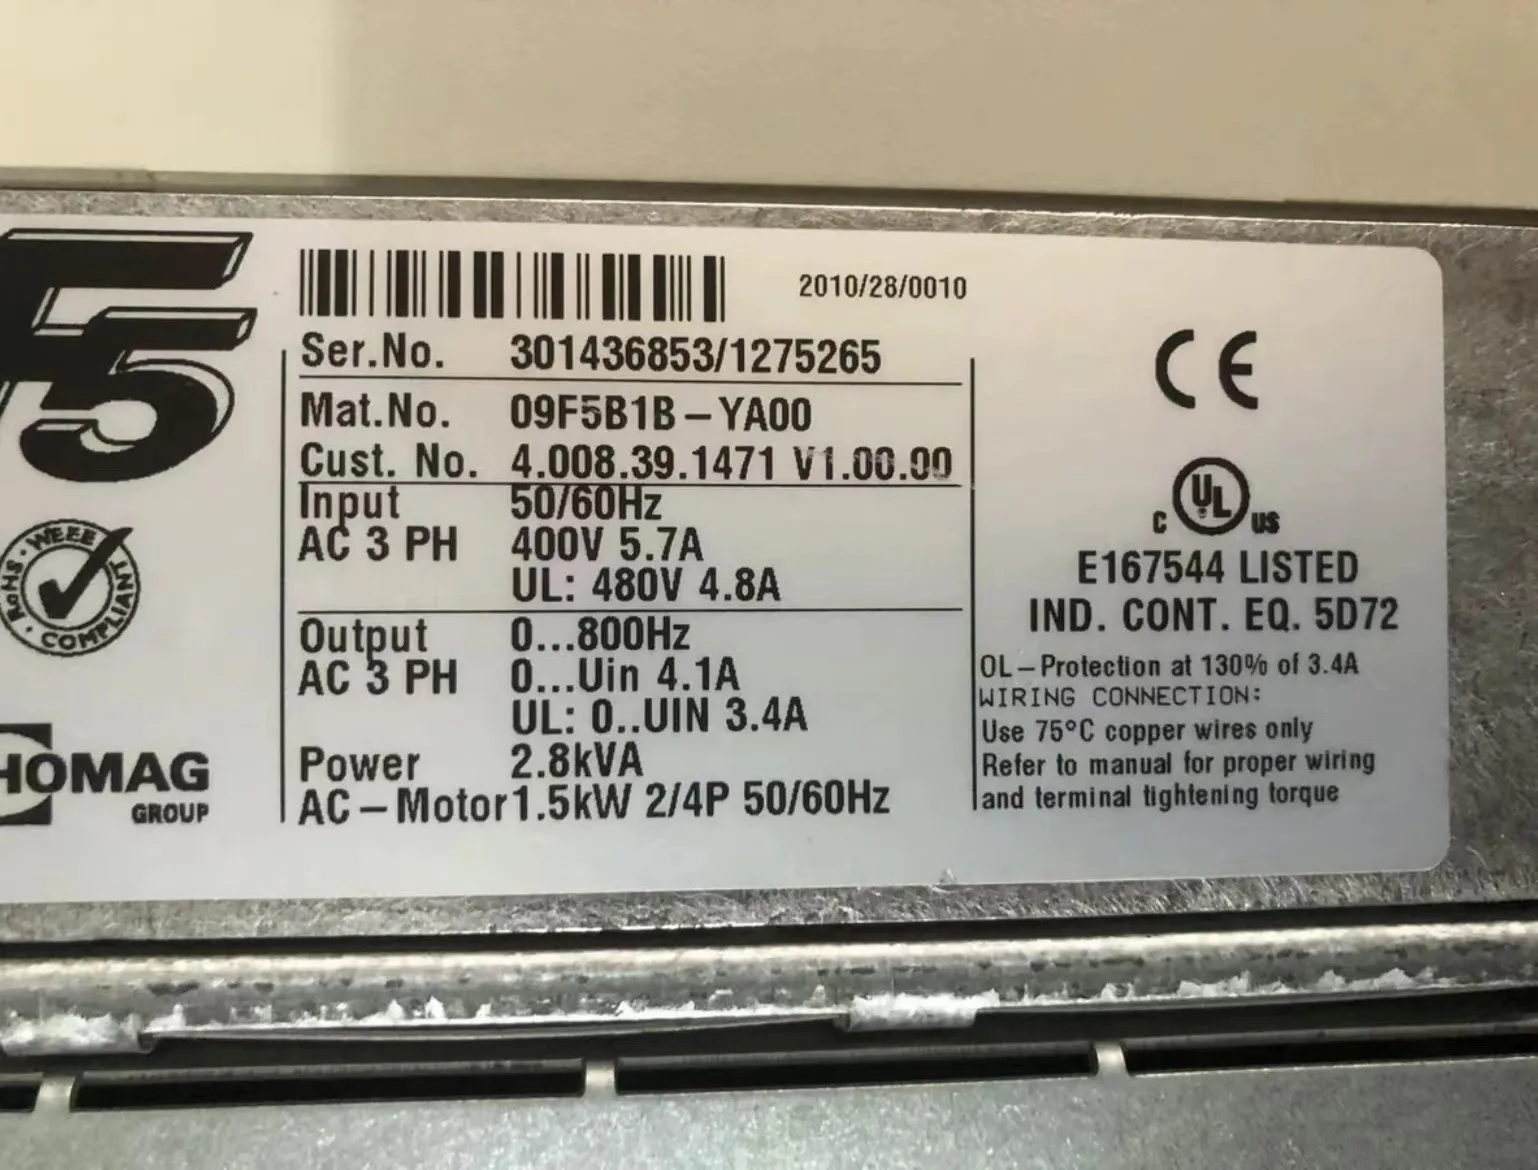 F5
2010/28/0010
Ser.No. 301436853/1275265
Mat.No. 09F5B1B-YA00
Cust. No. 4.008.39.1471 V1.00.00
Input 50/60Hz
AC 3 PH 400V 5.7A
UL: 480V 4.8A
Output 0...800Hz
AC 3 PH 0...Uin 4.1A
UL: 0..UIN 3.4A
Power 2.8kVA
AC-Motor 1.5kW 2/4P 50/60Hz
RoHS · WEEE
· COMPLIANT
HOMAG
GROUP
CE
C UL US
E167544 LISTED
IND. CONT. EQ. 5D72
OL-Protection at 130% of 3.4A
WIRING CONNECTION:
Use 75°C copper wires only
Refer to manual for proper wiring
and terminal tightening torque